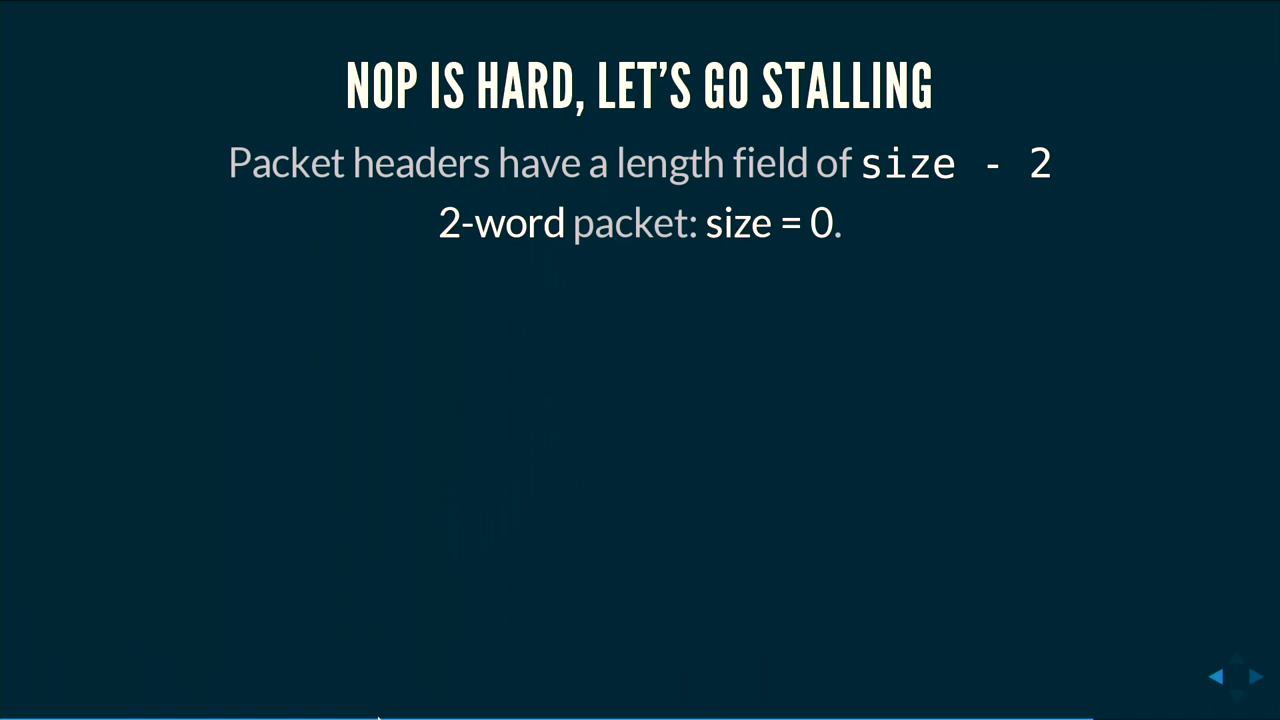 NOP IS HARD, LET'S GO STALLING
Packet headers have a length field of size - 2
2-word packet: size = 0.